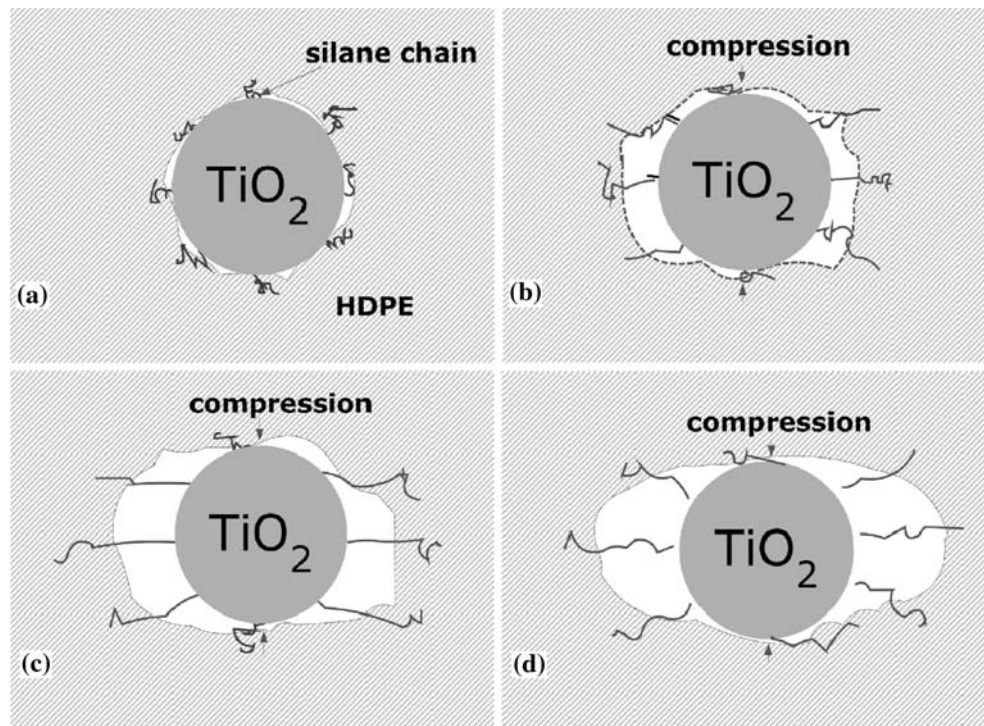 silane chain
TiO2
HDPE
(a)
compression
TiO2
(b)
compression
TiO2
(c)
compression
TiO2
(d)